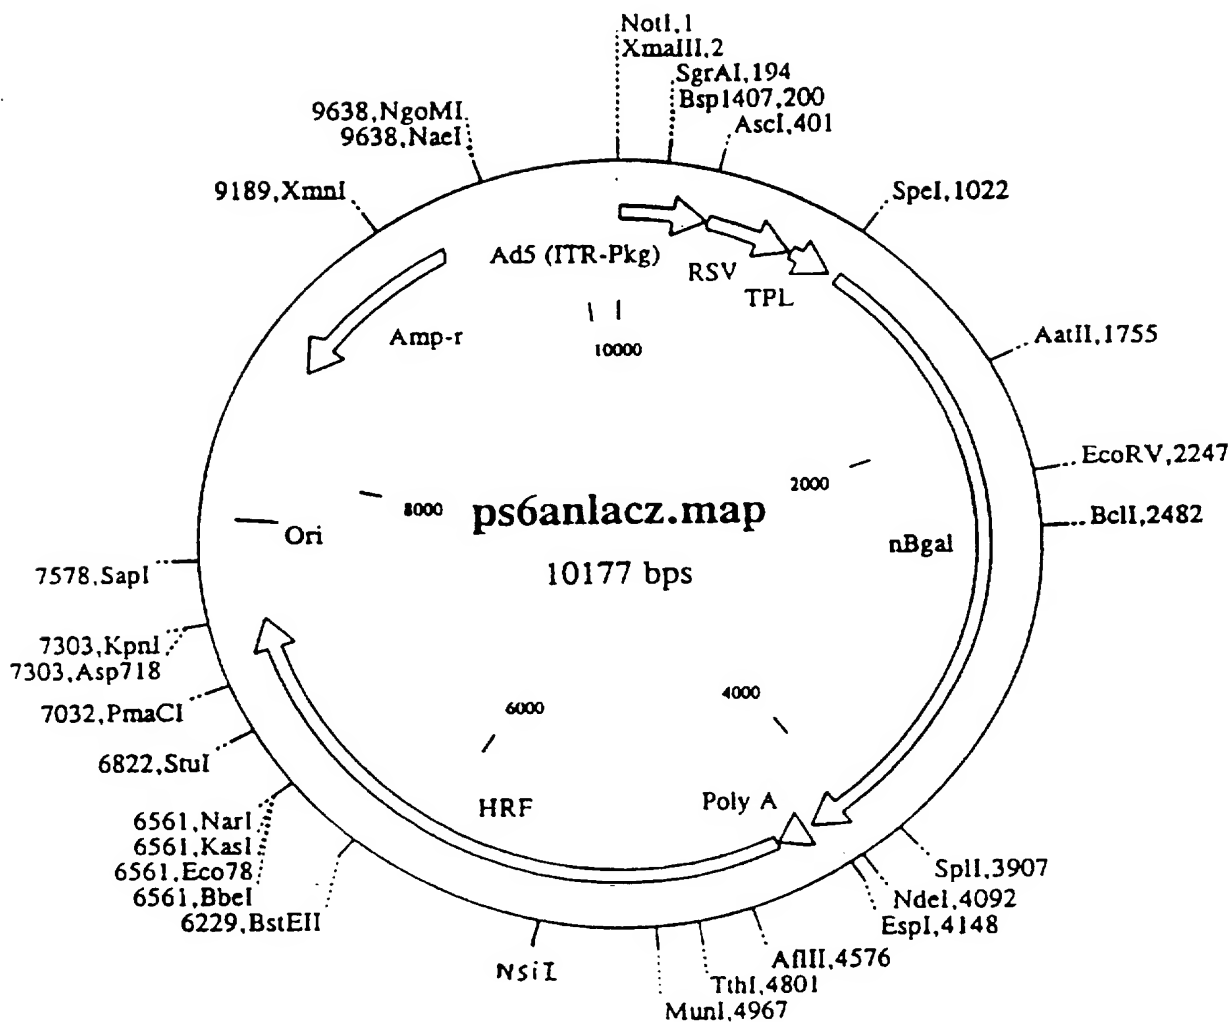 NotI,1
XmaIII,2
SgrAI,194
Bsp1407,200
AscI,401
SpeI,1022
AatII,1755
EcoRV,2247
BclI,2482
SplI,3907
NdeI,4092
EspI,4148
AflII,4576
TthI,4801
MunI,4967
NsiI
6229,BstEII
6561,BbeI
6561,Eco78
6561,KasI
6561,NarI
6822,StuI
7032,PmaCI
7303,Asp718
7303,KpnI
7578,SapI
9189,XmnI
9638,NaeI
9638,NgoMI
Ad5 (ITR-Pkg)
RSV
TPL
nBgal
Poly A
HRF
Ori
Amp-r
10000
2000
4000
6000
8000
ps6anlacz.map
10177 bps